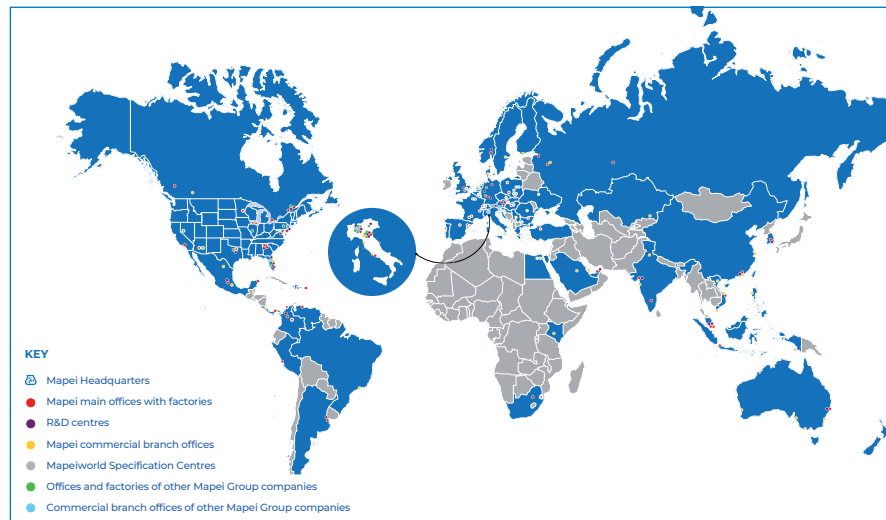 KEY
Mapei Headquarters
Mapei main offices with factories
R&D centres
Mapei commercial branch offices
Mapeiworld Specification Centres
Offices and factories of other Mapei Group companies
Commercial branch offices of other Mapei Group companies